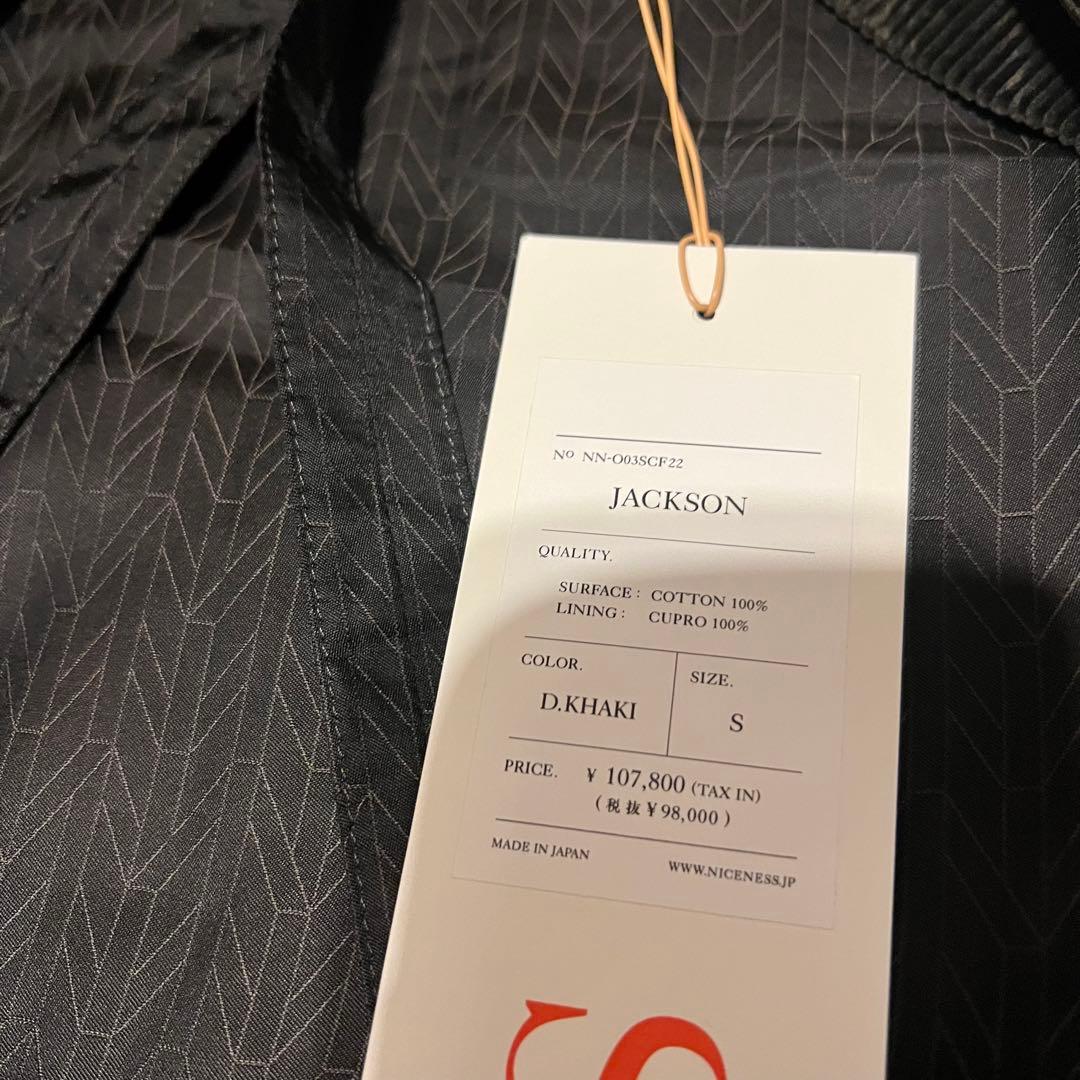 No NN-O03SCF22
JACKSON
QUALITY.
SURFACE : COTTON 100%
LINING : CUPRO 100%
COLOR.
D.KHAKI
SIZE.
S
PRICE. ¥ 107,800 (TAX IN)
(税抜¥98,000)
MADE IN JAPAN
WWW.NICENESS.JP
S